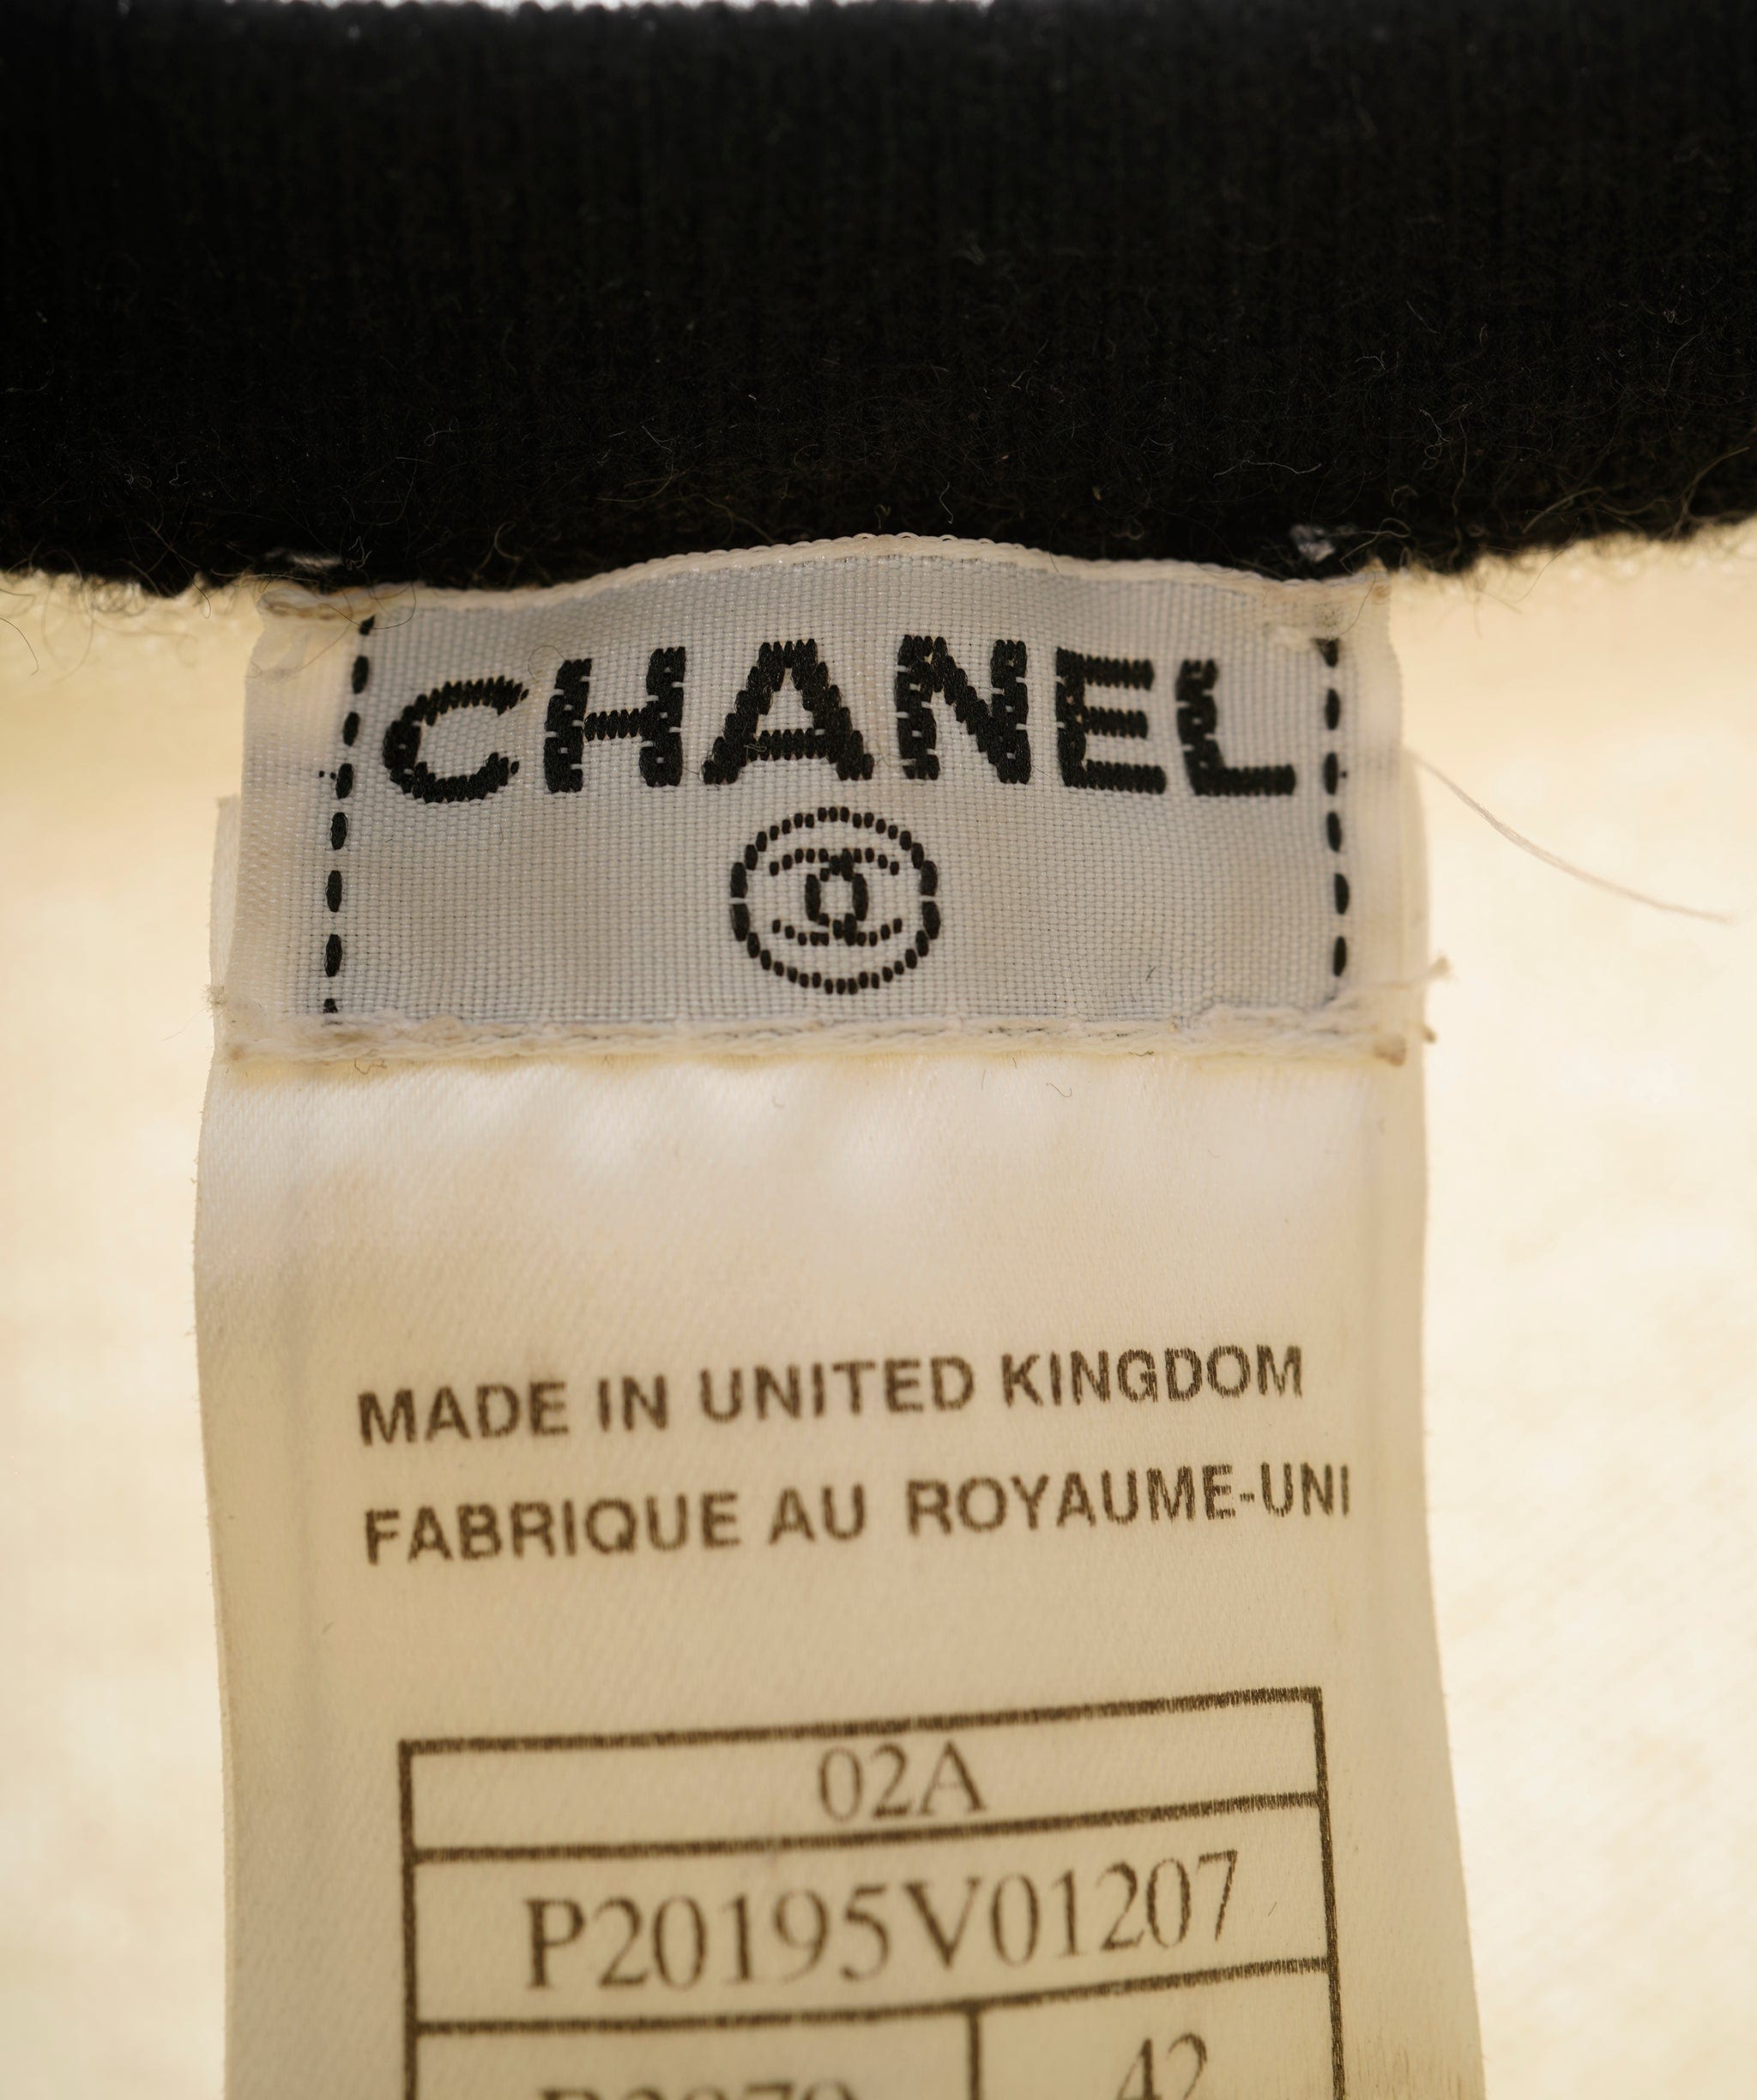 CHANEL
MADE IN UNITED KINGDOM
FABRIQUE AU ROYAUME-UNI
02A
P20195V01207
42